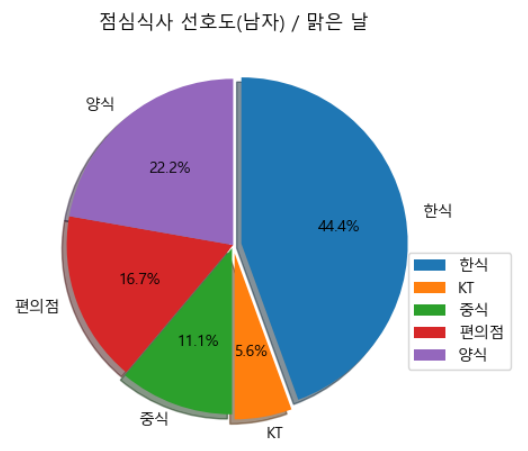 점심식사 선호도(남자) / 맑은 날
양식
22.2%
44.4%
한식
16.7%
편의점
11.1%
5.6%
중식
KT
한식
KT
중식
편의점
양식